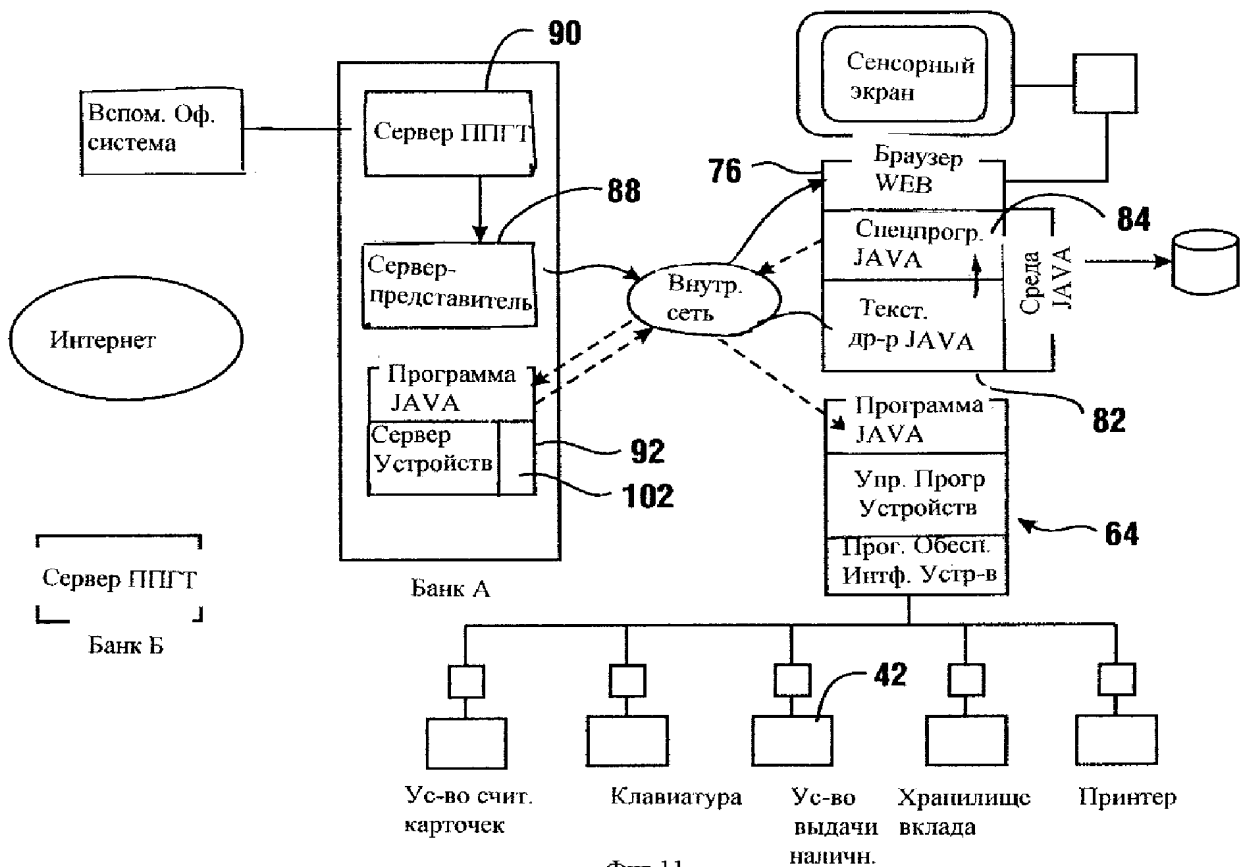 90
Вспом. Оф.
система
Сервер ППГТ
Сенсорный
экран
76
Браузер
WEB
88
84
Спецпрогр.
JAVA
Среда
JAVA
Сервер-
представитель
Внутр.
сеть
Текст.
др-р JAVA
Интернет
Программа
JAVA
82
Программа
JAVA
Сервер
Устройств
92
102
Упр. Прогр
Устройств
64
Прог. Обесп.
Интф. Устр-в
Сервер ППГТ
Банк А
Банк Б
42
Ус-во счит.
карточек
Клавиатура
Ус-во
выдачи
наличн.
Хранилище
вклада
Принтер
Фиг.11